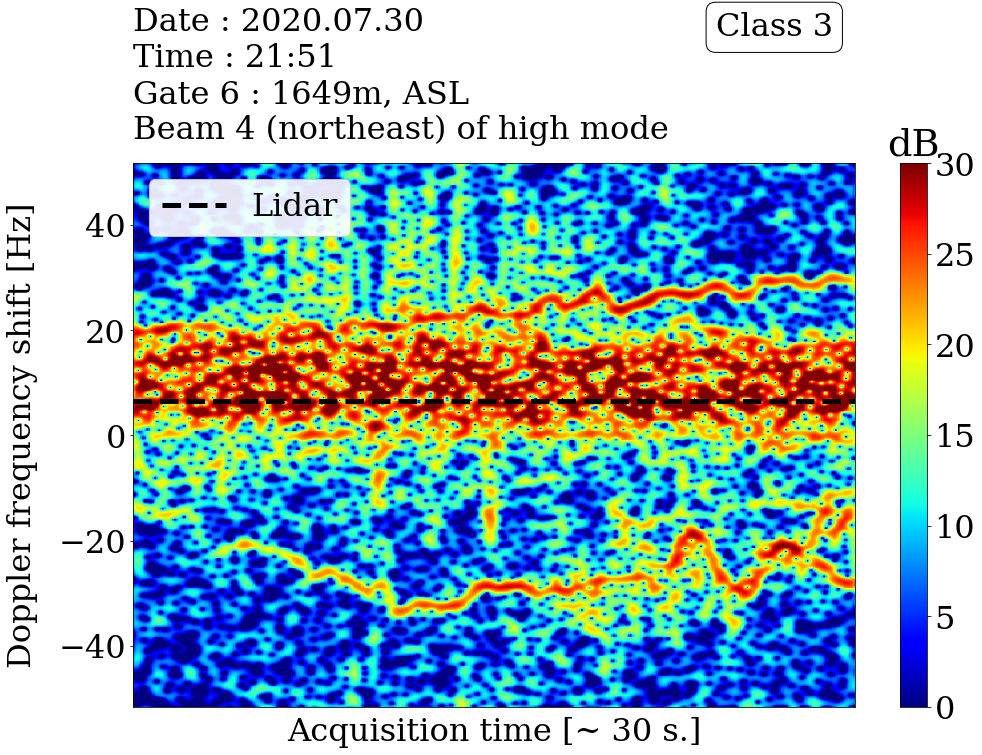 Date : 2020.07.30
Time : 21:51
Gate 6 : 1649m, ASL
Beam 4 (northeast) of high mode
Class 3
dB
Lidar
Doppler frequency shift [Hz]
40
20
0
−20
−40
Acquisition time [~ 30 s.]
30
25
20
15
10
5
0